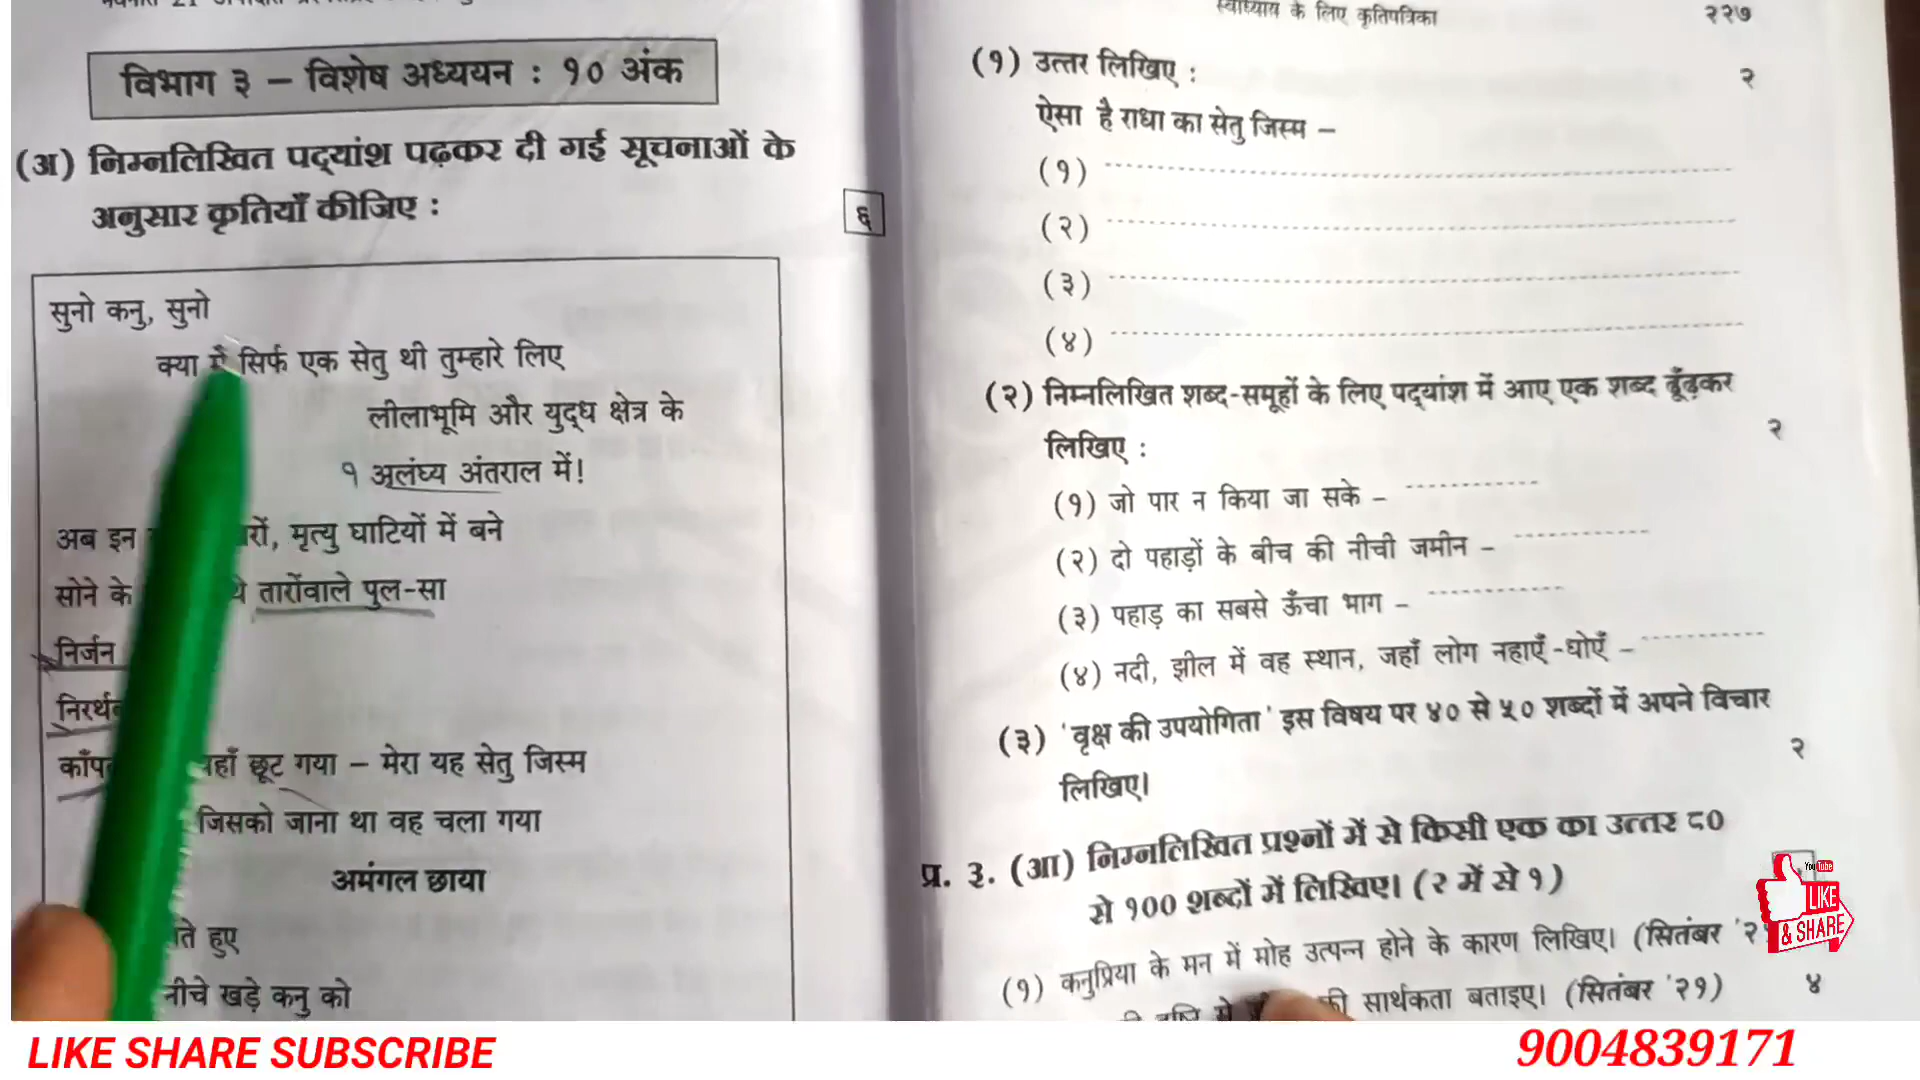 विभाग ३ – विशेष अध्ययन : १० अंक
(अ) निम्नलिखित पद्यांश पढ़कर दी गई सूचनाओं के
अनुसार कृतियाँ कीजिए :
६
सुनो कनु, सुनो
क्या मैं सिर्फ एक सेतु थी तुम्हारे लिए
लीलाभूमि और युद्ध क्षेत्र के
१ अलंघ्य अंतराल में!
अब इन मृत्यु घाटियों में बने
सोने के तारोंवाले पुल-सा
निर्जन
छूट गया – मेरा यह सेतु जिस्म
जिसको जाना था वह चला गया
अमंगल छाया
हुए
खड़े कनु को
स्वाध्याय के लिए कृतिपत्रिका २२७
(१) उत्तर लिखिए : २
ऐसा है राधा का सेतु जिस्म –
(१)
(२)
(३)
(४)
(२) निम्नलिखित शब्द-समूहों के लिए पद्यांश में आए एक शब्द ढूँढ़कर
लिखिए : २
(१) जो पार न किया जा सके –
(२) दो पहाड़ों के बीच की नीची जमीन –
(३) पहाड़ का सबसे ऊँचा भाग –
(४) नदी, झील में वह स्थान, जहाँ लोग नहाएँ-धोएँ –
(३) 'वृक्ष की उपयोगिता' इस विषय पर ४० से ५० शब्दों में अपने विचार
लिखिए। २
प्र. ३. (आ) निम्नलिखित प्रश्नों में से किसी एक का उत्तर ८०
से १०० शब्दों में लिखिए। (२ में से १)
(१) कनुप्रिया के मन में मोह उत्पन्न होने के कारण लिखिए। (सितंबर
की सार्थकता बताइए। (सितंबर '२१) ४
YouTube
LIKE
& SHARE
LIKE SHARE SUBSCRIBE
9004839171